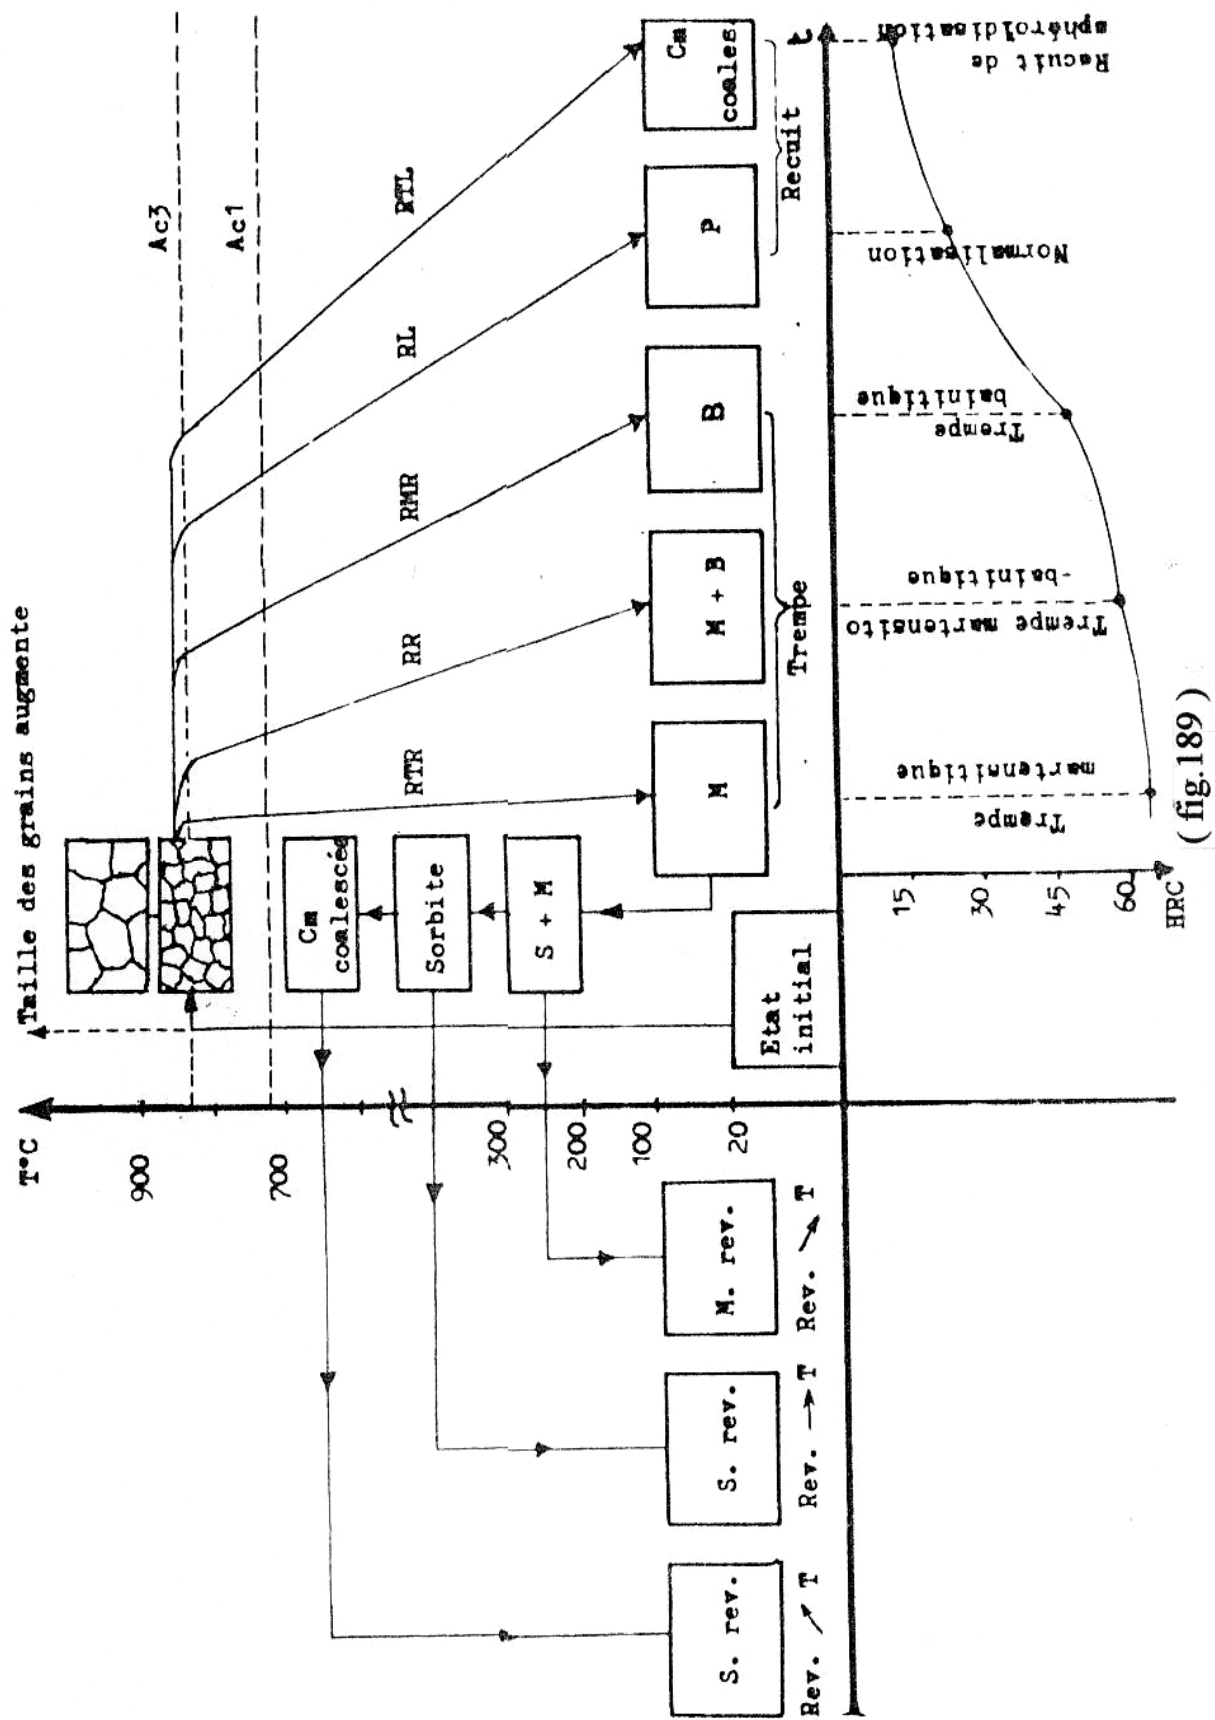 Taille des grains augmente
T°C
900
700
300
200
100
20
Ac3
Ac1
RTR
RR
RMR
RL
RTL
Cm
coalescée
Sorbite
S + M
Etat
initial
M
M + B
B
P
Cm
coales.
Trempe
Recuit
S. rev.
S. rev.
M. rev.
Rev. ↗ T
Rev. → T
Rev. ↘ T
t
15
30
45
60
HRC
Trempe
martensitique
Trempe martensito
-bainitique
Trempe
bainitique
Normalisation
Recuit de
sphéroïdisation
( fig.189 )